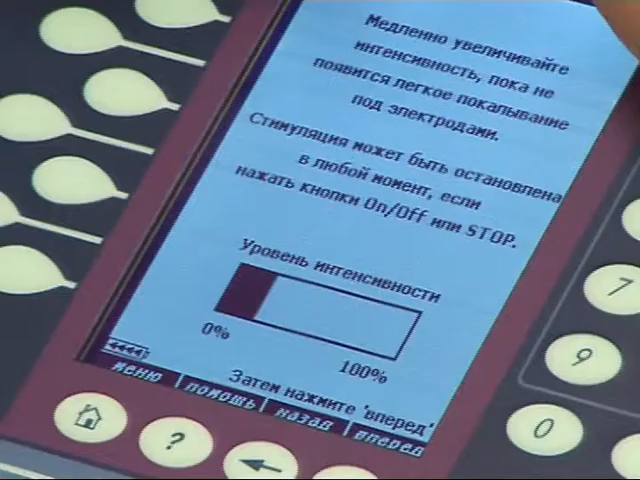 Медленно увеличивайте
интенсивность, пока не
появится легкое покалывание
под электродами.
Стимуляция может быть остановлена
в любой момент, если
нажать кнопки On/Off или STOP.
Уровень интенсивности
0%
100%
Затем нажмите 'вперед'
меню
помощь
назад
вперед
?
7
9
0